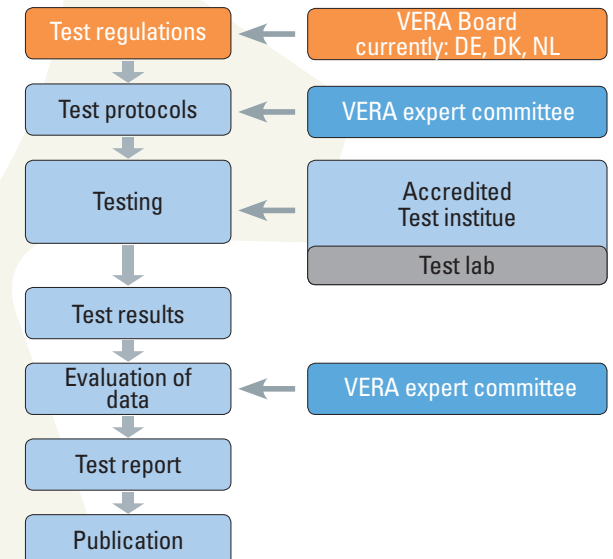 Test regulations
VERA Board
currently: DE, DK, NL
Test protocols
VERA expert committee
Testing
Accredited
Test institue
Test lab
Test results
Evaluation of
data
VERA expert committee
Test report
Publication